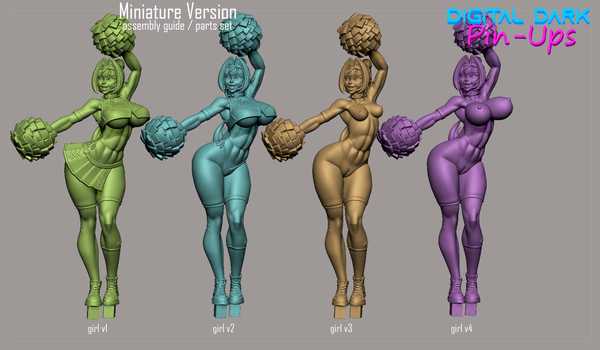 Miniature Version
assembly guide / parts set
DIGITAL DARK
Pin-Ups
girl v1
girl v2
girl v3
girl v4